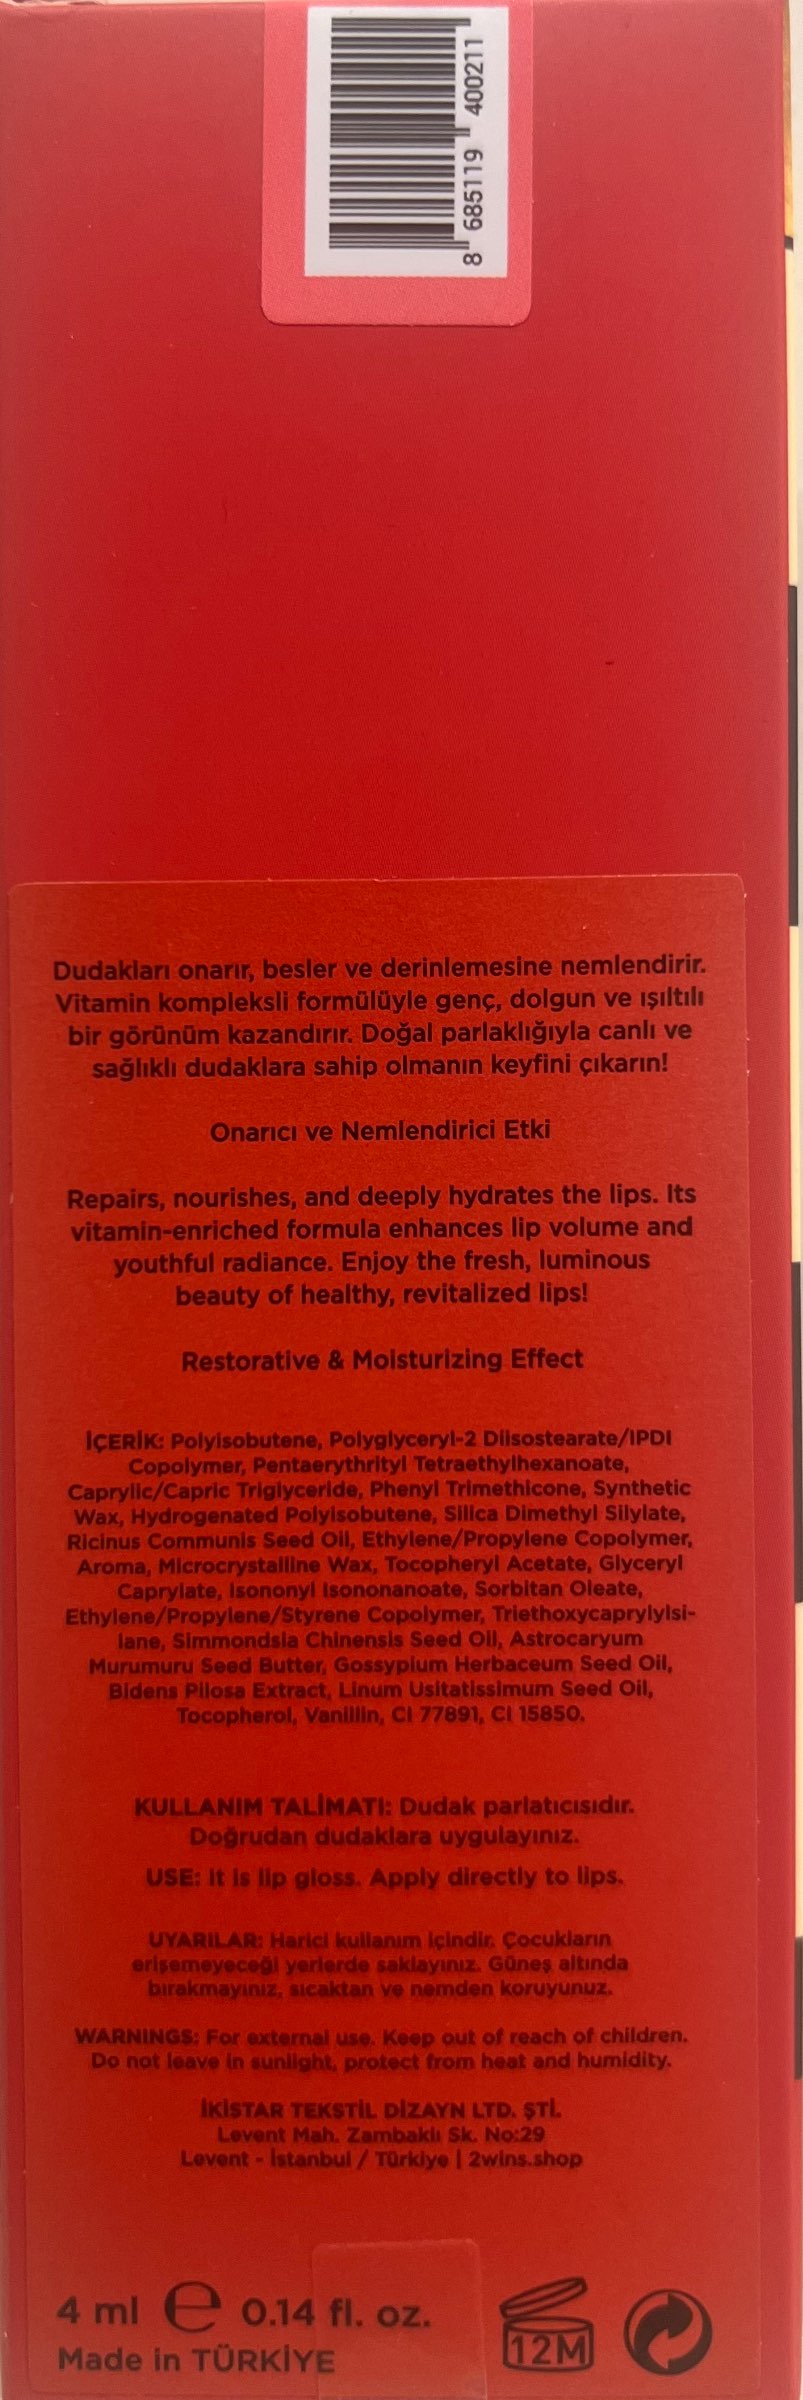 8 685119 400211
Dudakları onarır, besler ve derinlemesine nemlendirir.
Vitamin kompleksli formülüyle genç, dolgun ve ışıltılı
bir görünüm kazandırır. Doğal parlaklığıyla canlı ve
sağlıklı dudaklara sahip olmanın keyfini çıkarın!
Onarıcı ve Nemlendirici Etki
Repairs, nourishes, and deeply hydrates the lips. Its
vitamin-enriched formula enhances lip volume and
youthful radiance. Enjoy the fresh, luminous
beauty of healthy, revitalized lips!
Restorative & Moisturizing Effect
İÇERİK: Polyisobutene, Polyglyceryl-2 Diisostearate/IPDI
Copolymer, Pentaerythrityl Tetraethylhexanoate,
Caprylic/Capric Triglyceride, Phenyl Trimethicone, Synthetic
Wax, Hydrogenated Polyisobutene, Silica Dimethyl Silylate,
Ricinus Communis Seed Oil, Ethylene/Propylene Copolymer,
Aroma, Microcrystalline Wax, Tocopheryl Acetate, Glyceryl
Caprylate, Isononyl Isononanoate, Sorbitan Oleate,
Ethylene/Propylene/Styrene Copolymer, Triethoxycaprylylsi-
lane, Simmondsia Chinensis Seed Oil, Astrocaryum
Murumuru Seed Butter, Gossypium Herbaceum Seed Oil,
Bidens Pilosa Extract, Linum Usitatissimum Seed Oil,
Tocopherol, Vanillin, CI 77891, CI 15850.
KULLANIM TALİMATI: Dudak parlatıcısıdır.
Doğrudan dudaklara uygulayınız.
USE: It is lip gloss. Apply directly to lips.
UYARILAR: Harici kullanım içindir. Çocukların
erişemeyeceği yerlerde saklayınız. Güneş altında
bırakmayınız, sıcaktan ve nemden koruyunuz.
WARNINGS: For external use. Keep out of reach of children.
Do not leave in sunlight, protect from heat and humidity.
İKİSTAR TEKSTİL DİZAYN LTD. ŞTİ.
Levent Mah. Zambaklı Sk. No:29
Levent - İstanbul / Türkiye | 2wins.shop
4 ml e 0.14 fl. oz.
Made in TÜRKİYE
12M